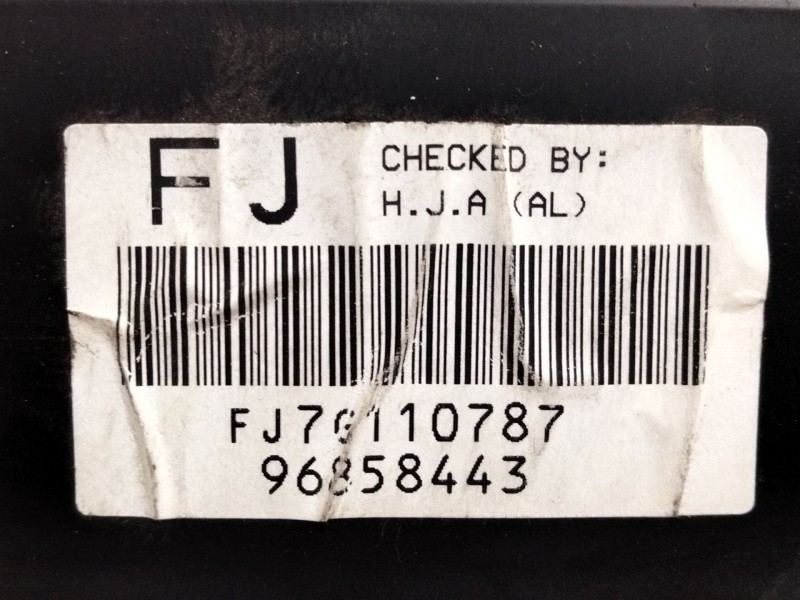 FJ
CHECKED BY:
H.J.A (AL)
FJ7G110787
96858443